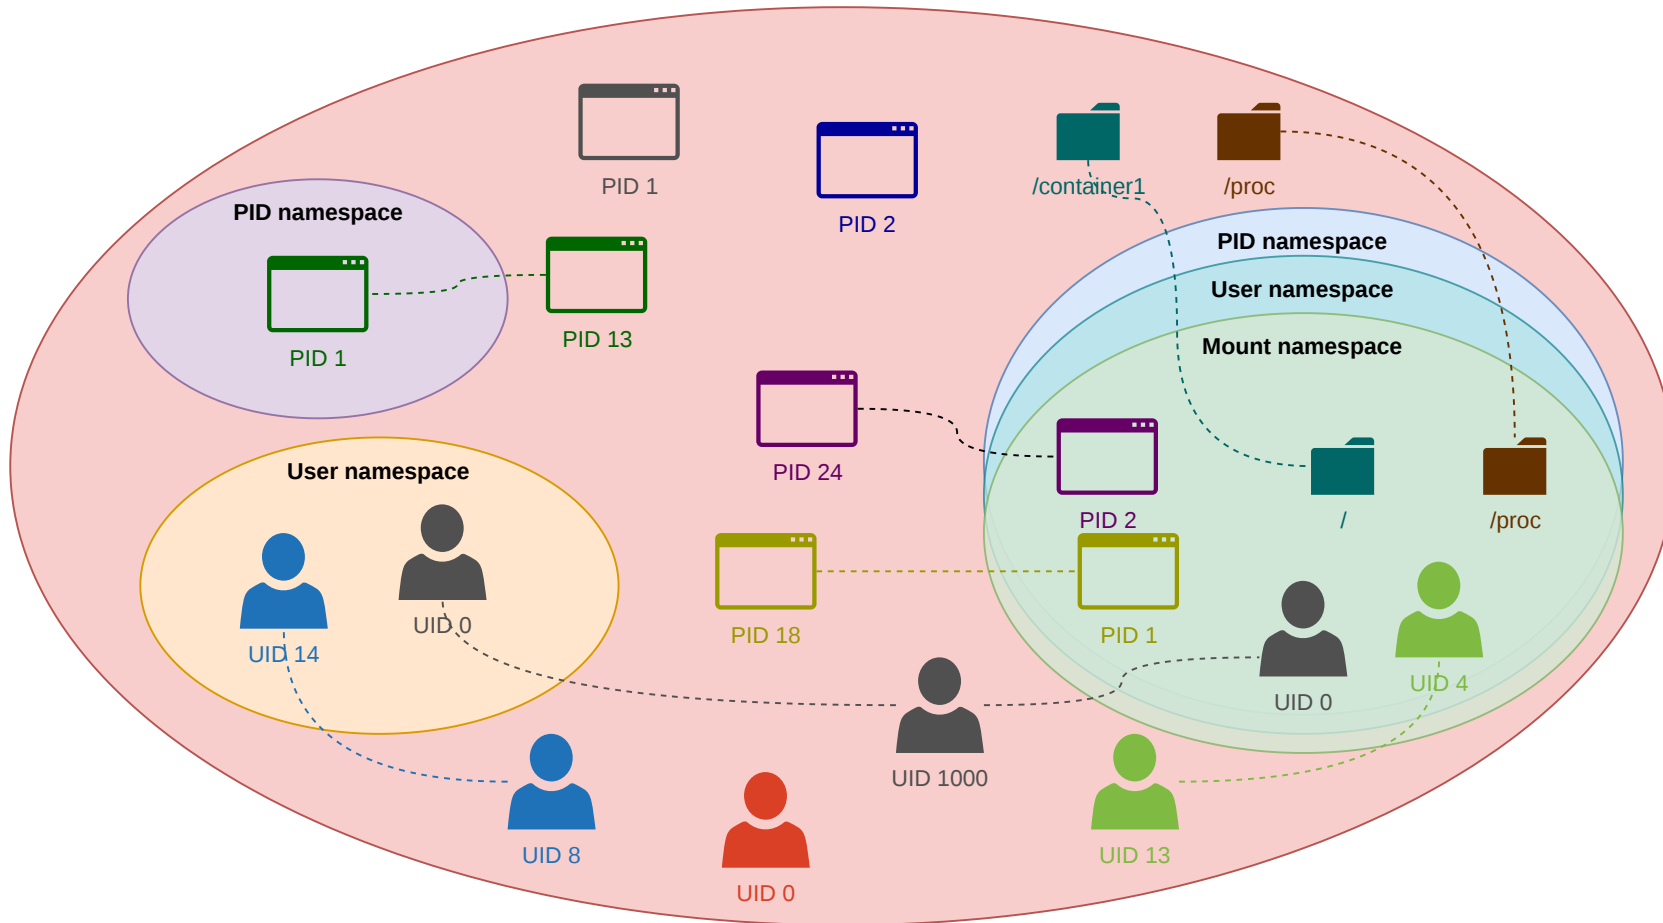 PID 1
PID 2
/container1
/proc
PID namespace
PID 1
PID 13
PID namespace
User namespace
Mount namespace
PID 24
PID 2
/
/proc
User namespace
UID 14
UID 0
PID 18
PID 1
UID 0
UID 4
UID 1000
UID 8
UID 0
UID 13